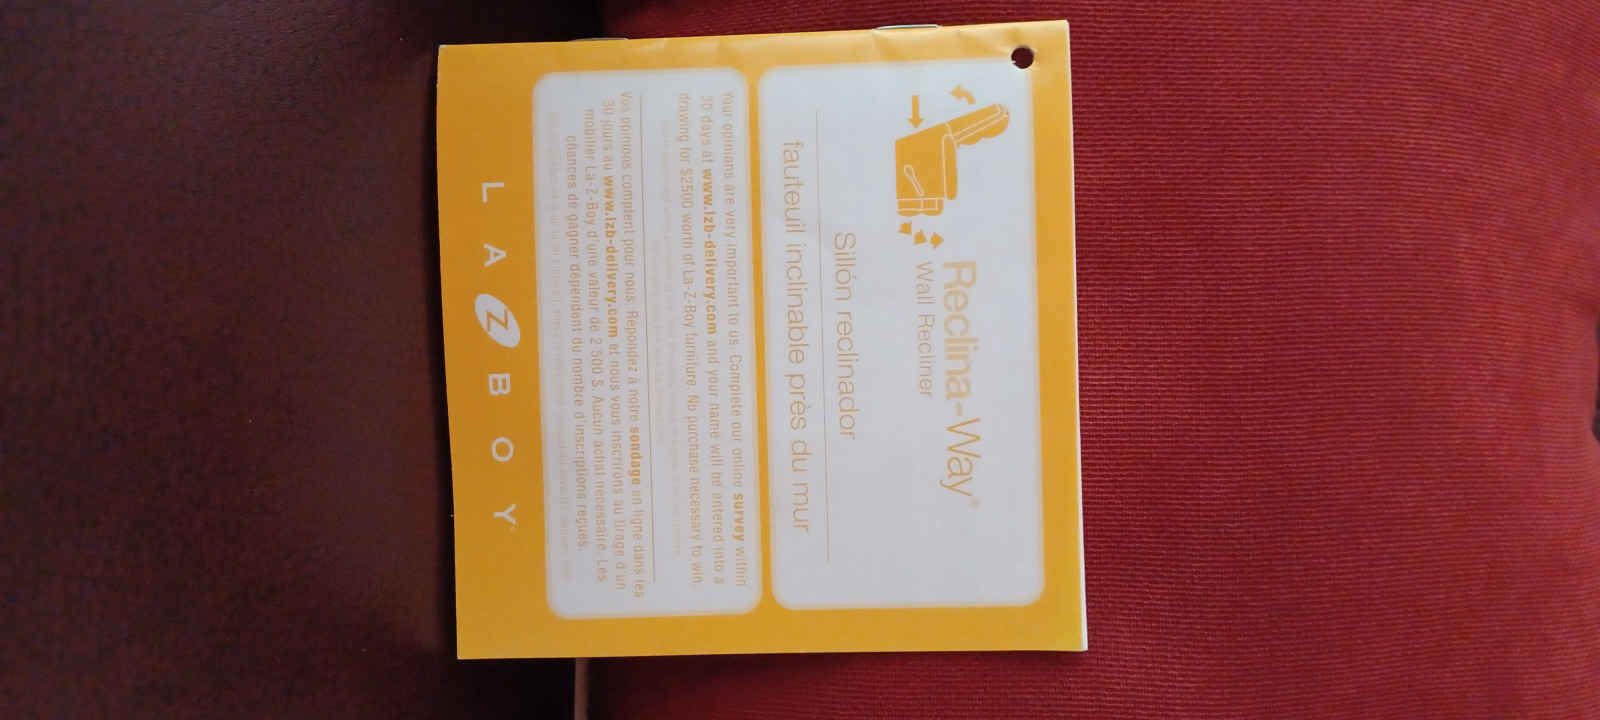 Reclina-Way®
Wall Recliner
Sillón reclinador
fauteuil inclinable près du mur
Your opinions are very important to us. Complete our online survey within
30 days at www.lzb-delivery.com and your name will be entered into a
drawing for $2500 worth of La-Z-Boy furniture. No purchase necessary to win.
Vos opinions comptent pour nous. Répondez à notre sondage en ligne dans les
30 jours au www.lzb-delivery.com et nous vous inscrirons au tirage d'un
mobilier La-Z-Boy d'une valeur de 2 500 $. Aucun achat nécessaire. Les
chances de gagner dépendent du nombre d'inscriptions reçues.
LAZBOY